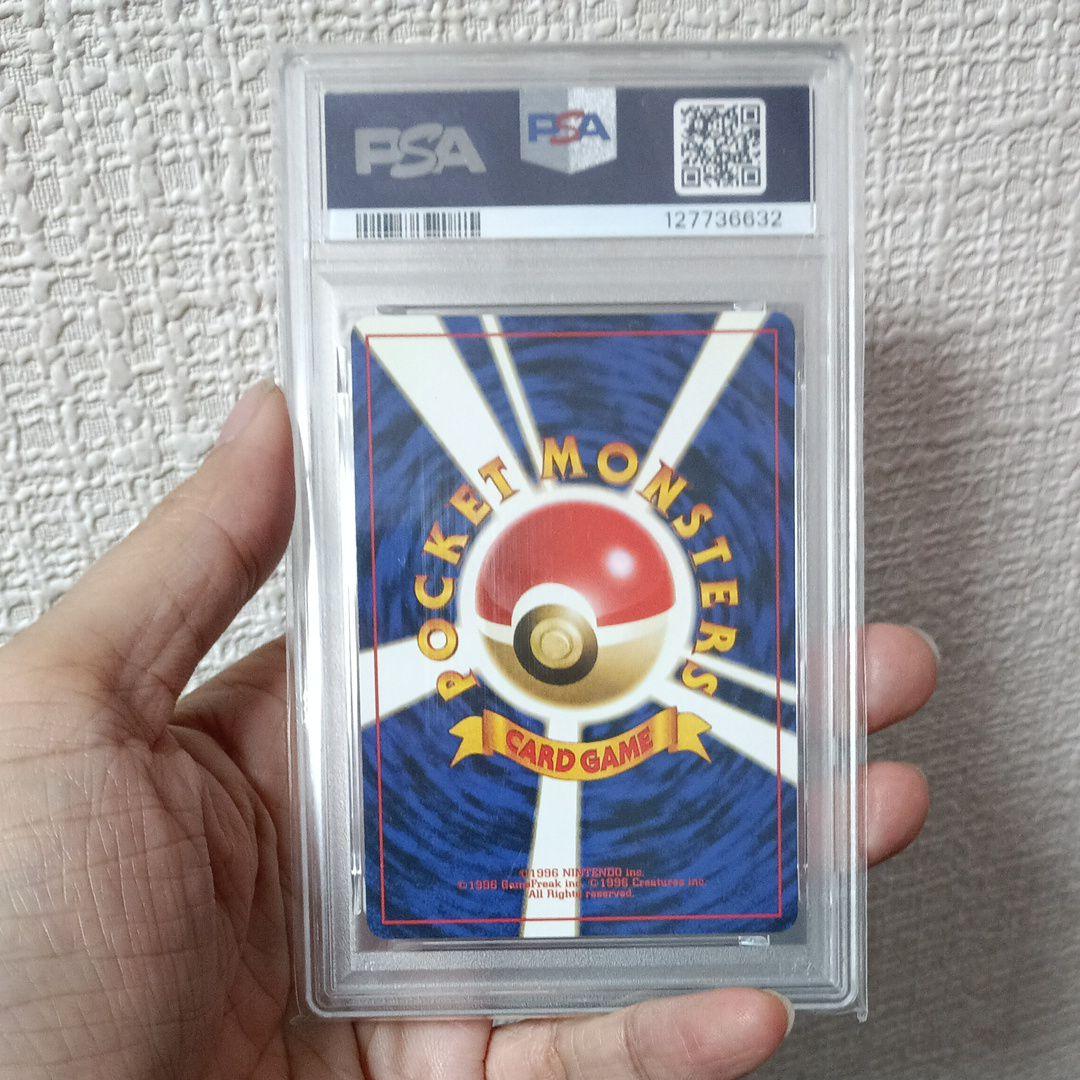 PSA
PSA
127736632
POCKET MONSTERS
CARD GAME
©1996 NINTENDO inc.
©1996 GameFreak inc. ©1996 Creatures inc.
All Rights reserved.